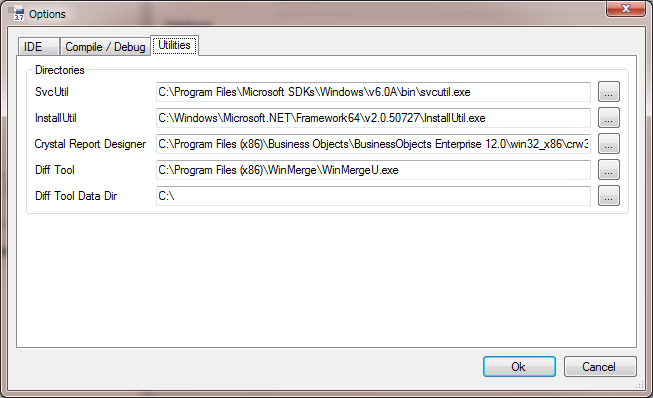 3.7 Options
IDE Compile / Debug Utilities
Directories
SvcUtil C:\Program Files\Microsoft SDKs\Windows\v6.0A\bin\svcutil.exe ...
InstallUtil C:\Windows\Microsoft.NET\Framework64\v2.0.50727\InstallUtil.exe ...
Crystal Report Designer C:\Program Files (x86)\Business Objects\BusinessObjects Enterprise 12.0\win32_x86\crw3 ...
Diff Tool C:\Program Files (x86)\WinMerge\WinMergeU.exe ...
Diff Tool Data Dir C:\ ...
Ok Cancel